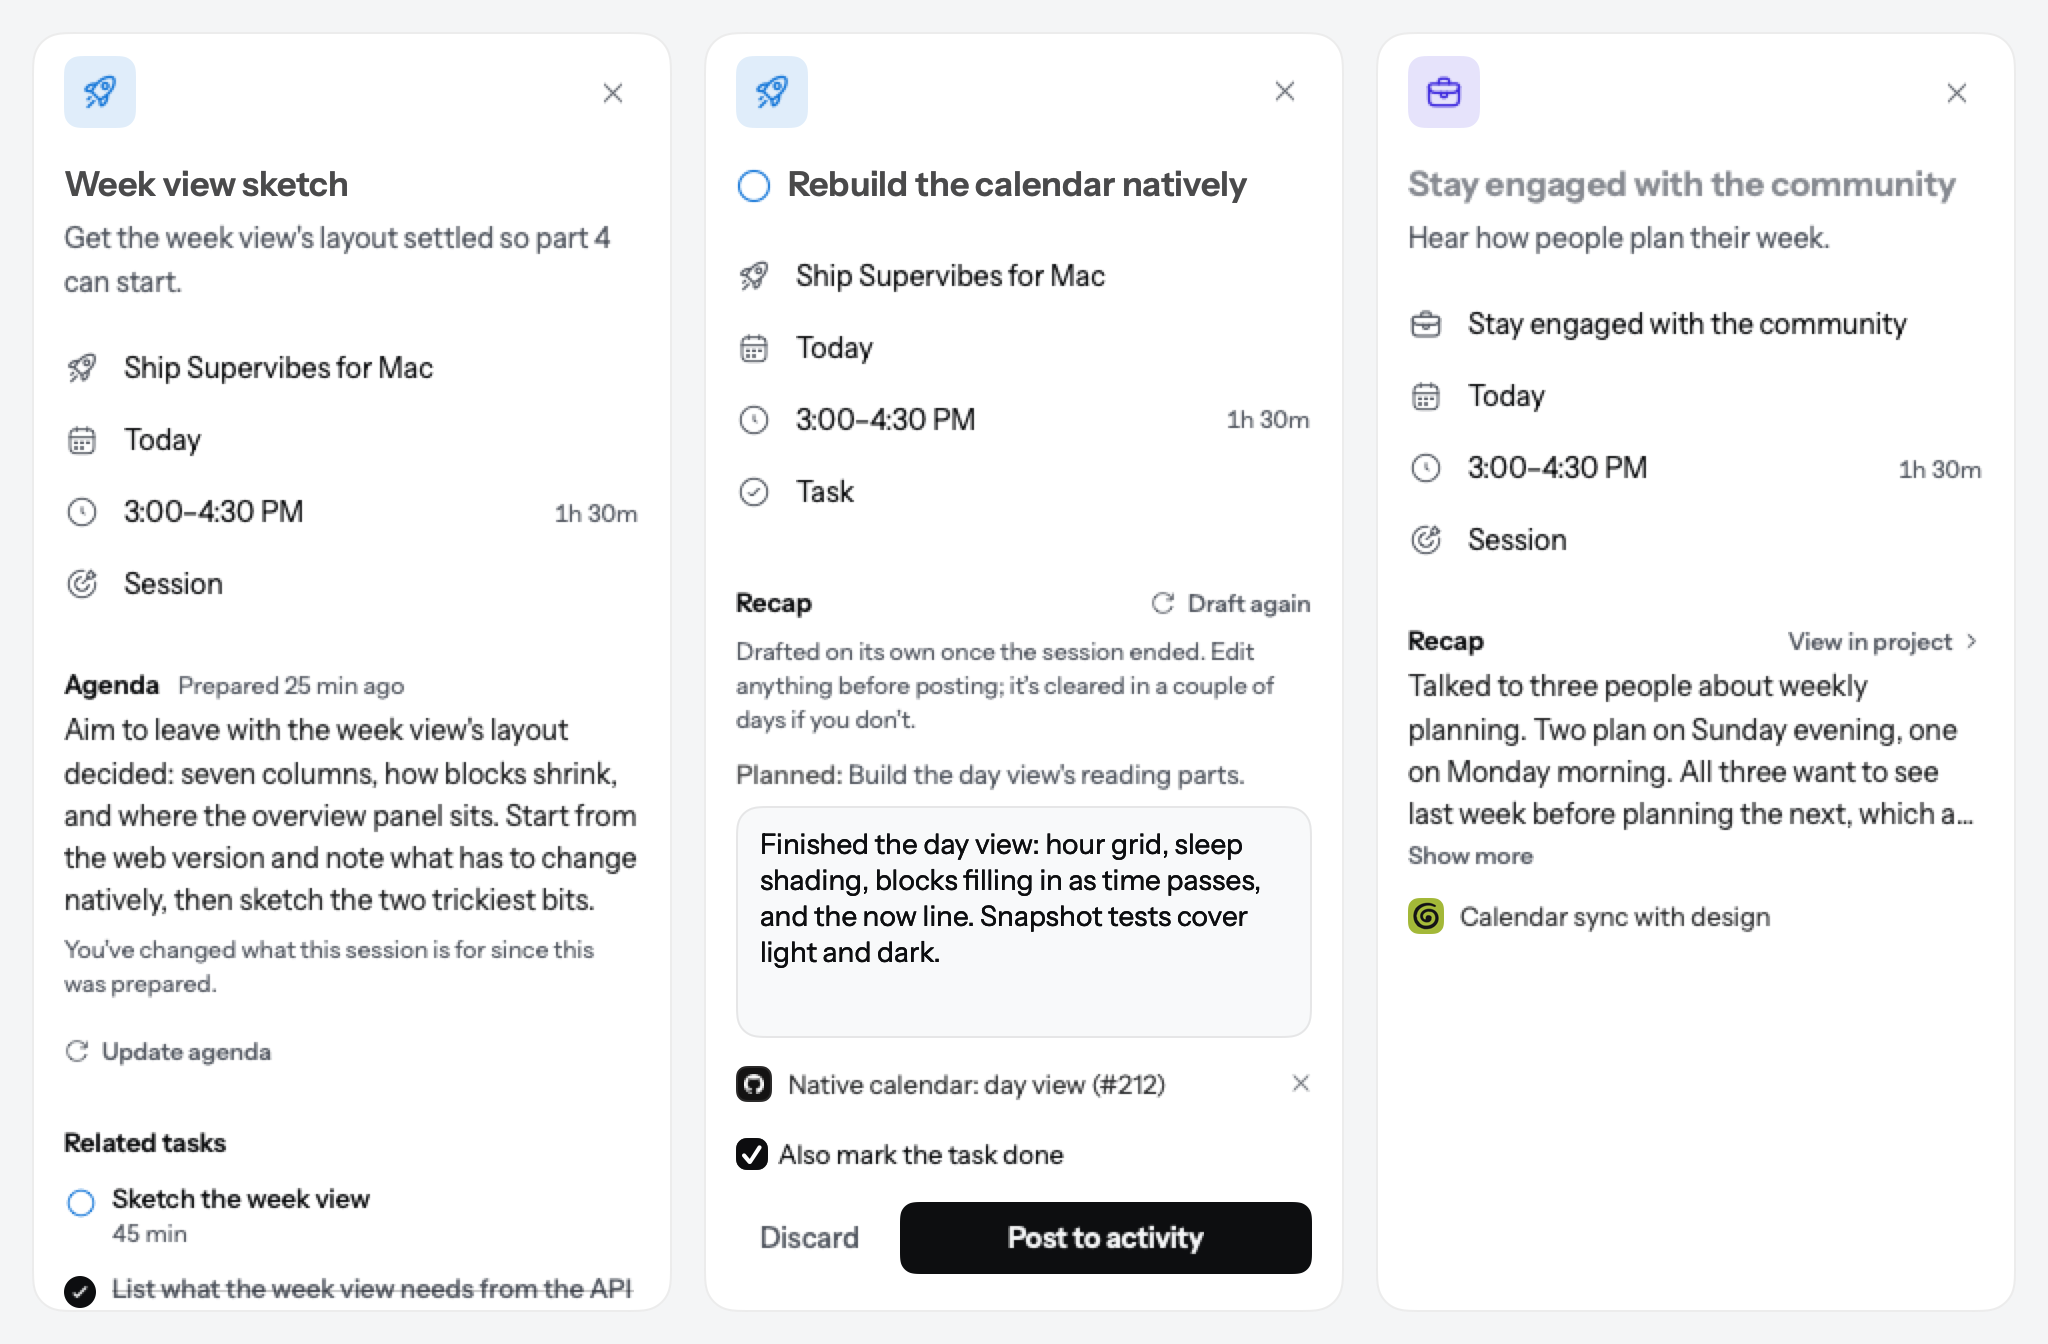 Week view sketch
Get the week view's layout settled so part 4
can start.
Ship Supervibes for Mac
Today
3:00–4:30 PM 1h 30m
Session
Agenda Prepared 25 min ago
Aim to leave with the week view's layout
decided: seven columns, how blocks shrink,
and where the overview panel sits. Start from
the web version and note what has to change
natively, then sketch the two trickiest bits.
You've changed what this session is for since this
was prepared.
Update agenda
Related tasks
Sketch the week view
45 min
List what the week view needs from the API
Rebuild the calendar natively
Ship Supervibes for Mac
Today
3:00–4:30 PM 1h 30m
Task
Recap Draft again
Drafted on its own once the session ended. Edit
anything before posting; it's cleared in a couple of
days if you don't.
Planned: Build the day view's reading parts.
Finished the day view: hour grid, sleep
shading, blocks filling in as time passes,
and the now line. Snapshot tests cover
light and dark.
Native calendar: day view (#212)
Also mark the task done
Discard Post to activity
Stay engaged with the community
Hear how people plan their week.
Stay engaged with the community
Today
3:00–4:30 PM 1h 30m
Session
Recap View in project
Talked to three people about weekly
planning. Two plan on Sunday evening, one
on Monday morning. All three want to see
last week before planning the next, which a...
Show more
Calendar sync with design